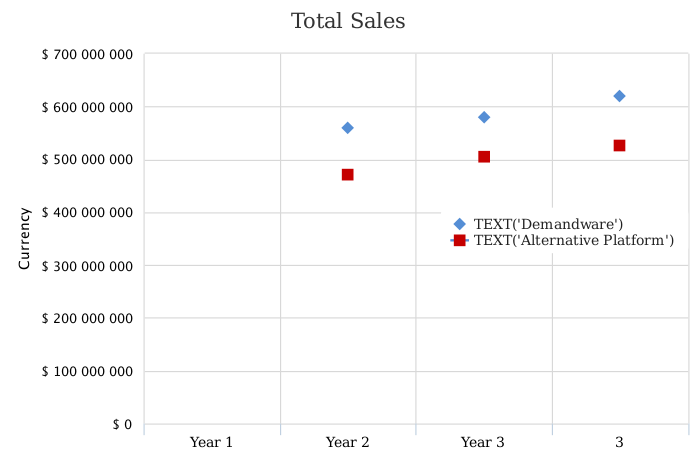 Total Sales
$ 700 000 000
$ 600 000 000
$ 500 000 000
$ 400 000 000
$ 300 000 000
$ 200 000 000
$ 100 000 000
$ 0
Currency
TEXT('Demandware')
TEXT('Alternative Platform')
Year 1
Year 2
Year 3
3